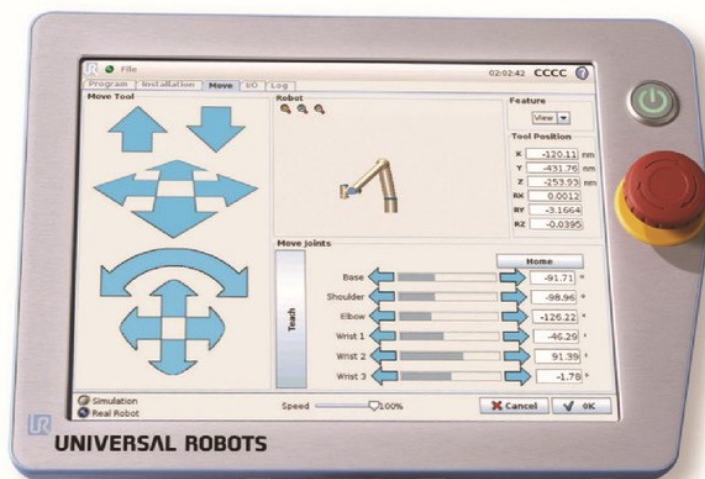 UR File 02:02:42 CCCC ?
Program Installation Move I/O Log
Move Tool
Robot
Feature
View
Tool Position
X -120.11 mm
Y -431.76 mm
Z -253.93 mm
RX 0.0012
RY -3.1664
RZ -0.0395
Move Joints
Teach
Home
Base -91.71 °
Shoulder -98.96 °
Elbow -126.22 °
Wrist 1 -46.29 °
Wrist 2 91.39 °
Wrist 3 -1.78 °
Simulation
Real Robot
Speed 100%
Cancel
OK
UR
UNIVERSAL ROBOTS